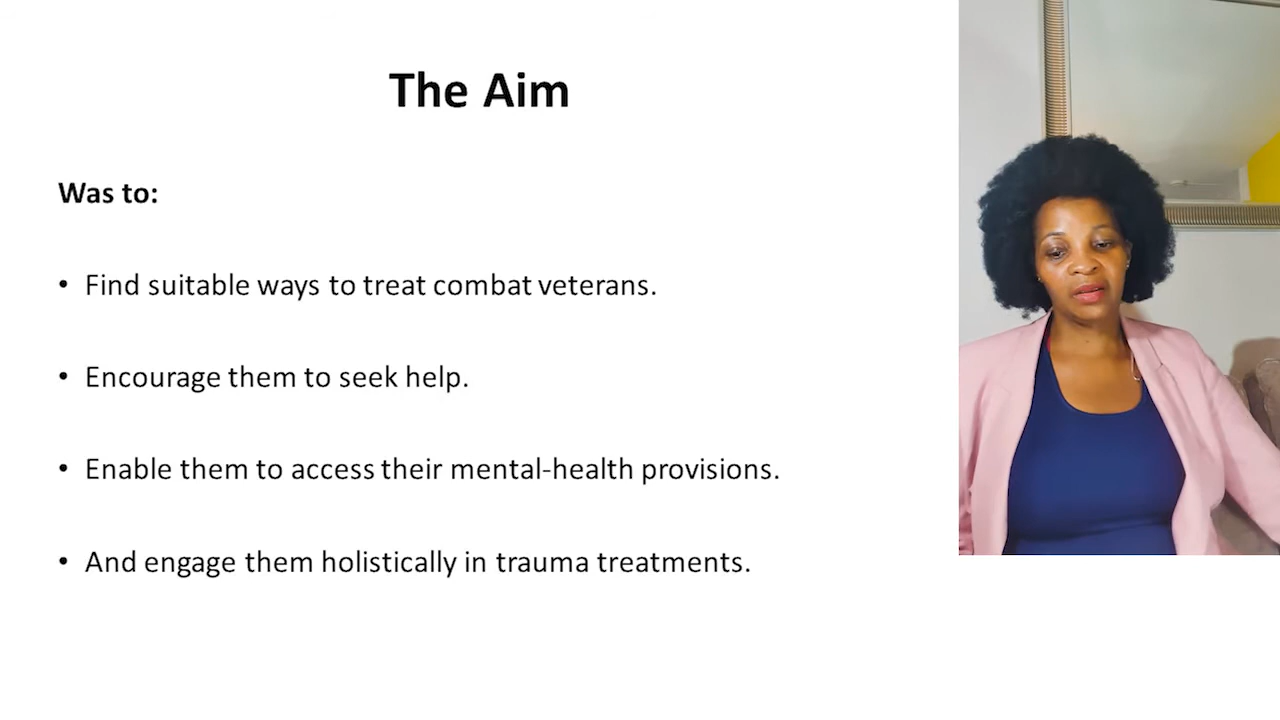 The Aim
Was to:
• Find suitable ways to treat combat veterans.
• Encourage them to seek help.
• Enable them to access their mental-health provisions.
• And engage them holistically in trauma treatments.